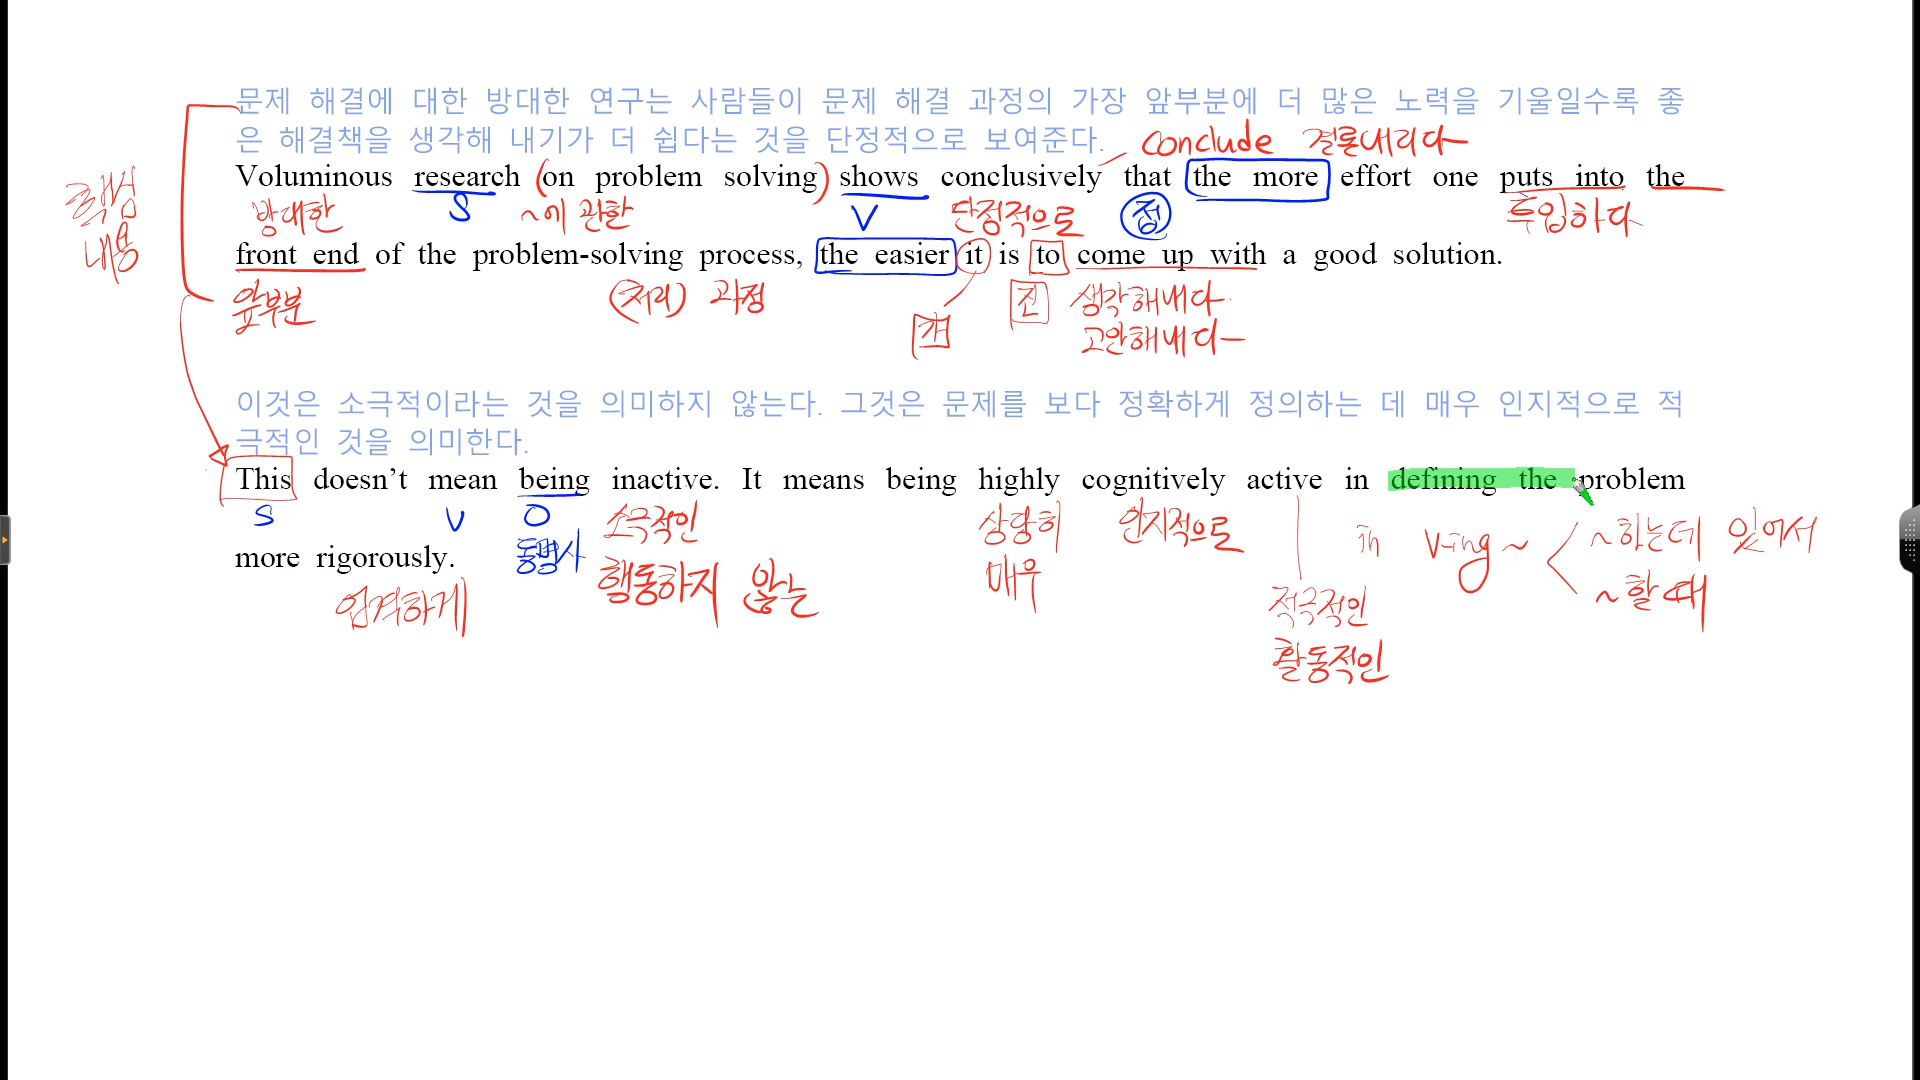 문제 해결에 대한 방대한 연구는 사람들이 문제 해결 과정의 가장 앞부분에 더 많은 노력을 기울일수록 좋
은 해결책을 생각해 내기가 더 쉽다는 것을 단정적으로 보여준다.
conclude 결론내리다
Voluminous research (on problem solving) shows conclusively that the more effort one puts into the
핵심
내용
방대한 S ~에 관한 V 단정적으로 접 투입하다
front end of the problem-solving process, the easier it is to come up with a good solution.
앞부분 (처리) 과정 가 진 생각해내다
고안해내다
이것은 소극적이라는 것을 의미하지 않는다. 그것은 문제를 보다 정확하게 정의하는 데 매우 인지적으로 적
극적인 것을 의미한다.
This doesn't mean being inactive. It means being highly cognitively active in defining the problem
S V O 소극적인 상당히 인지적으로 in v-ing~ ~하는데 있어서
more rigorously. 동명사 행동하지 않는 매우 ~할 때
엄격하게 적극적인
활동적인